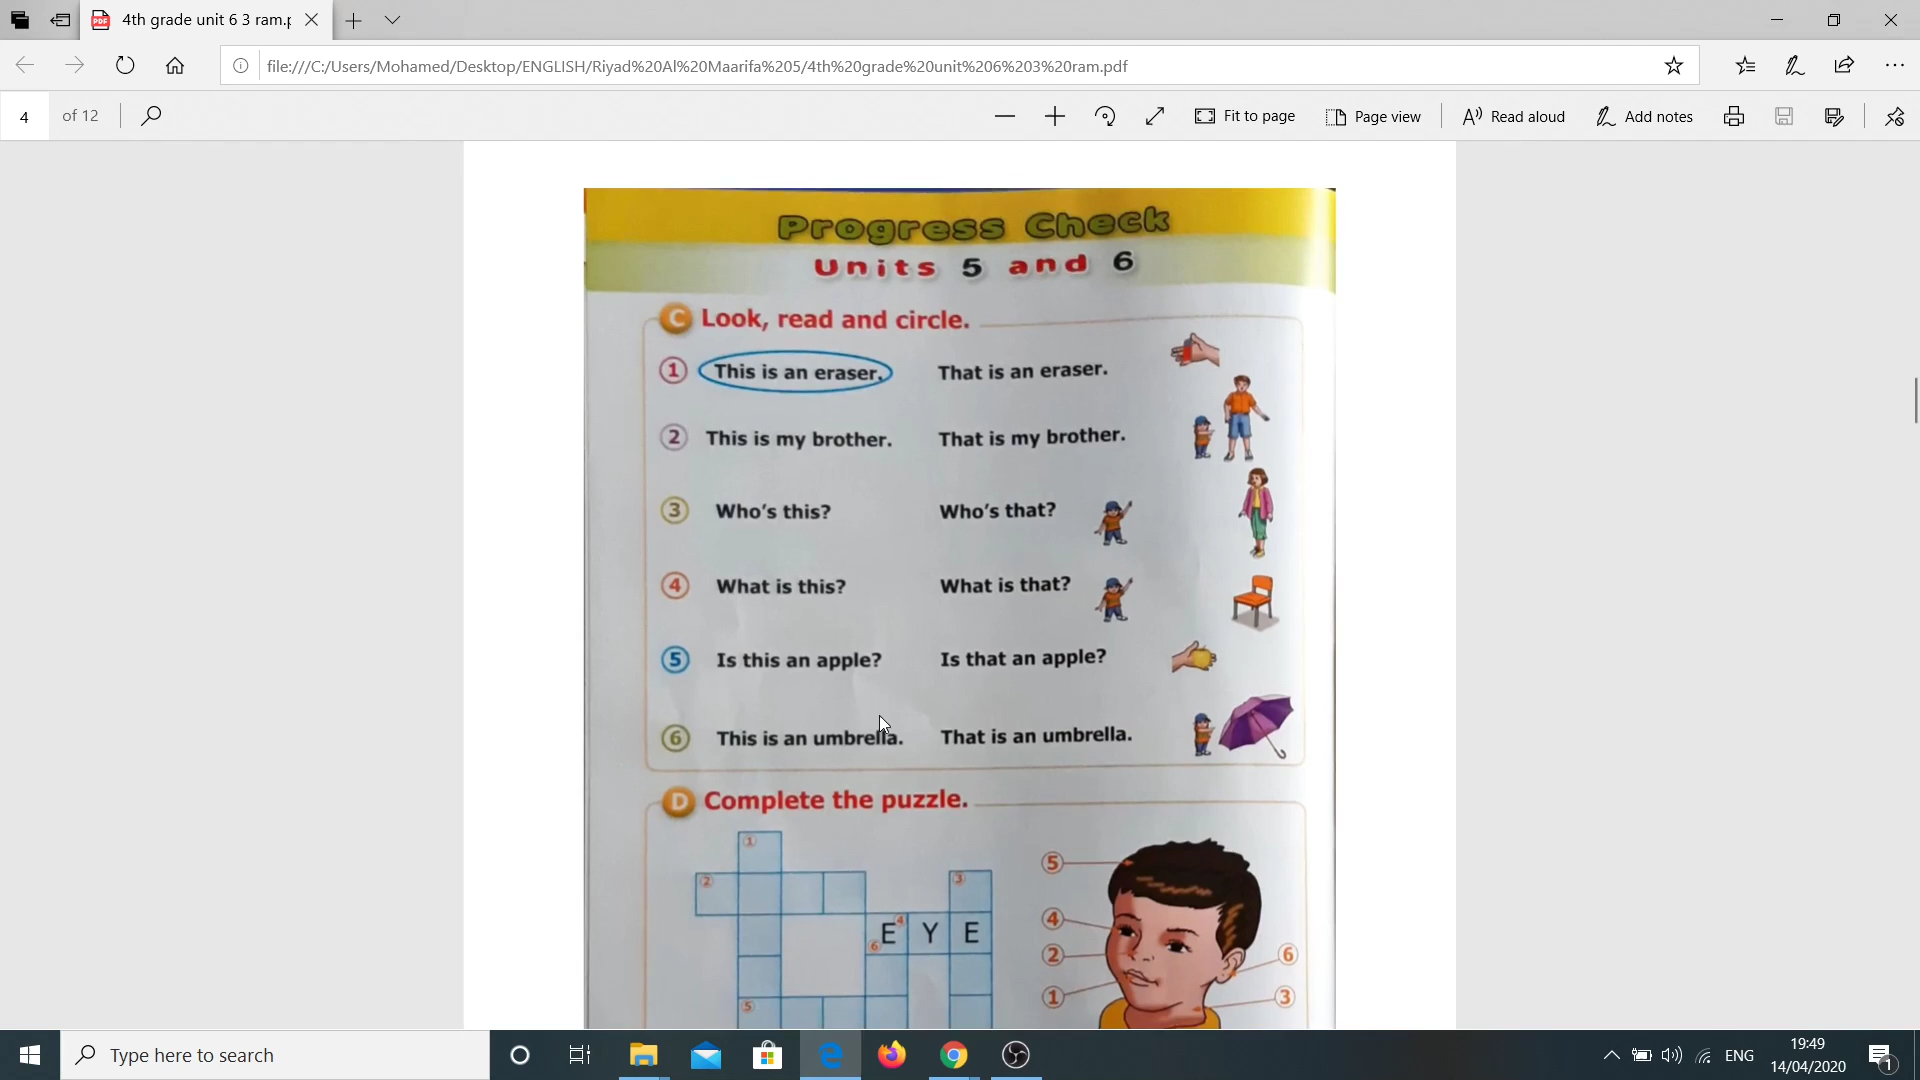 4th grade unit 6 3 ram.p
file:///C:/Users/Mohamed/Desktop/ENGLISH/Riyad%20Al%20Maarifa%205/4th%20grade%20unit%206%203%20ram.pdf
4 of 12 Fit to page Page view Read aloud Add notes
Progress Check
Units 5 and 6
C Look, read and circle.
1 This is an eraser. That is an eraser.
2 This is my brother. That is my brother.
3 Who's this? Who's that?
4 What is this? What is that?
5 Is this an apple? Is that an apple?
6 This is an umbrella. That is an umbrella.
D Complete the puzzle.
1
5
2 3
4
4
6 E Y E
2 6
1 3
5
Type here to search
ENG 19:49
14/04/2020 1